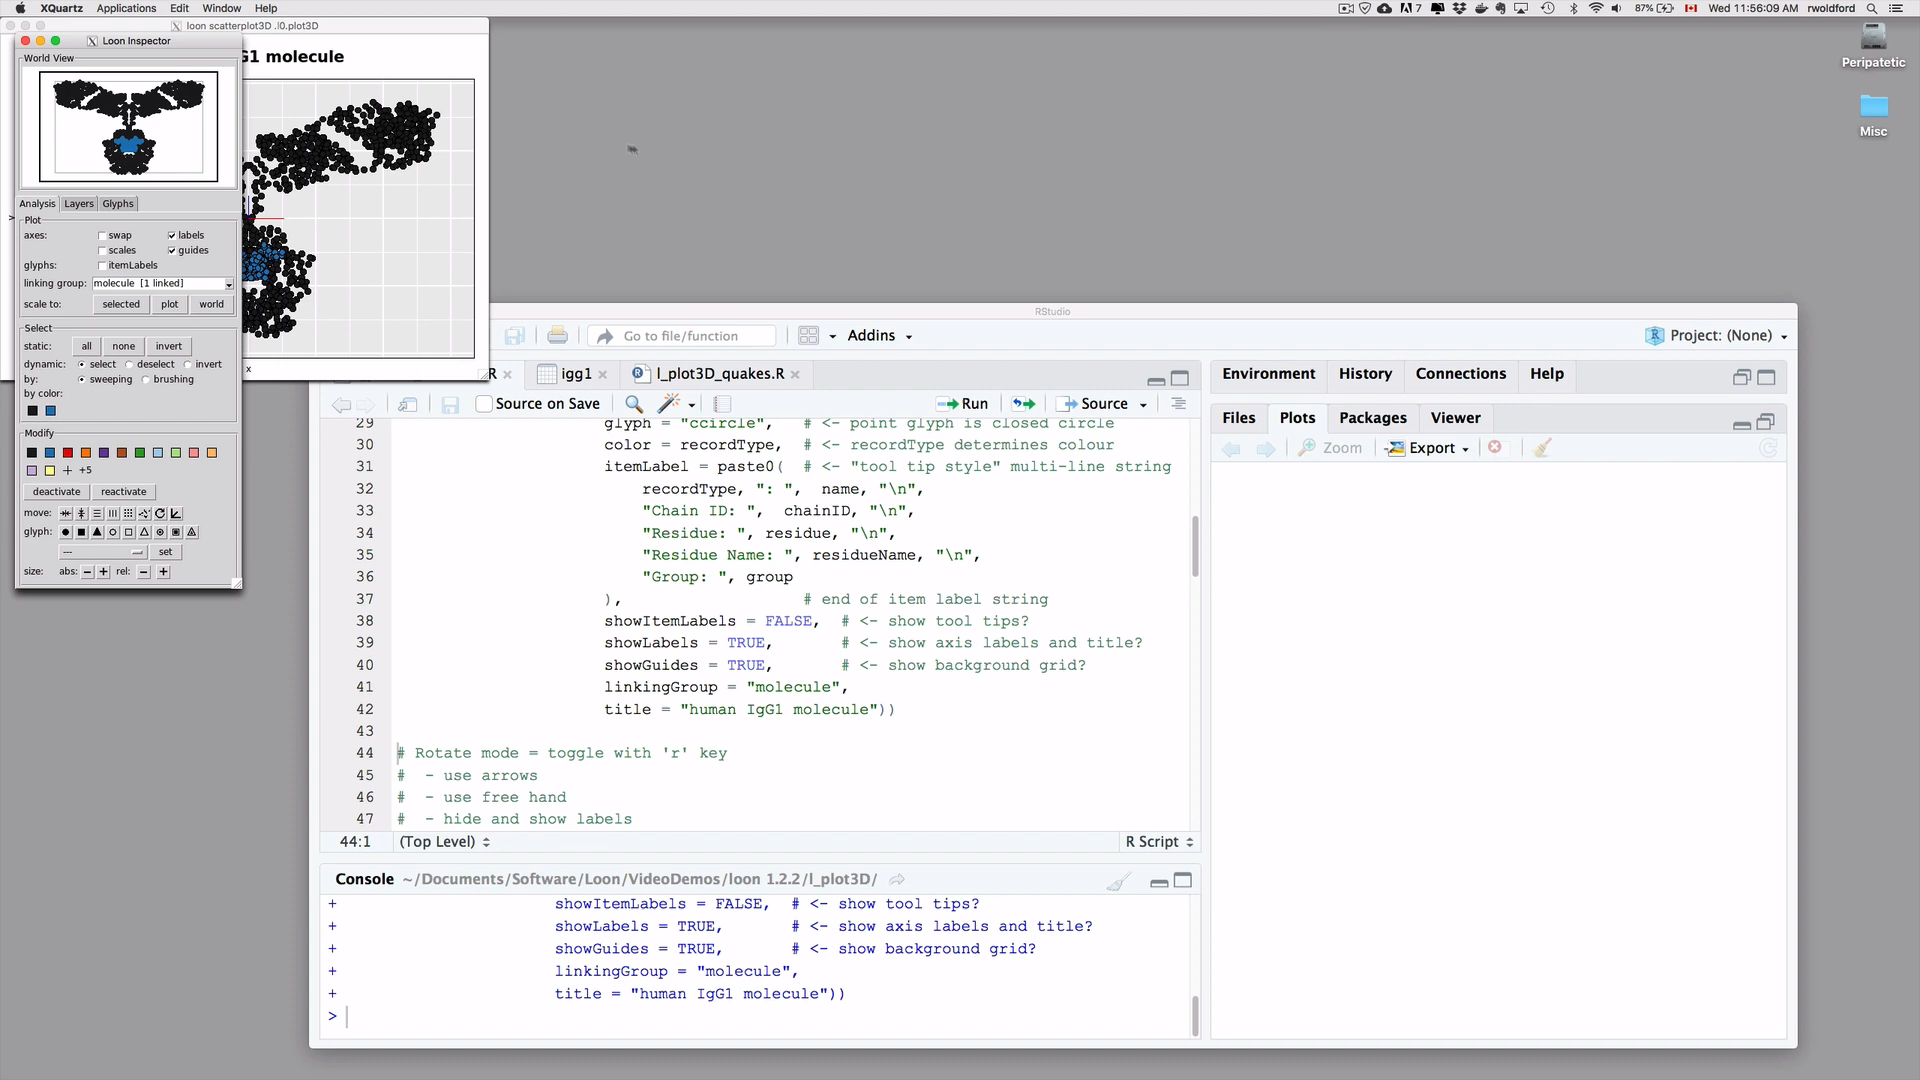 XQuartz Applications Edit Window Help
7 87% Wed 11:56:09 AM rwoldford
loon scatterplot3D .l0.plot3D
Loon Inspector
G1 molecule
World View
Analysis Layers Glyphs
Plot
axes: swap labels
scales guides
glyphs: itemLabels
linking group: molecule [1 linked]
scale to: selected plot world
Select
static: all none invert
dynamic: select deselect invert
by: sweeping brushing
by color:
Modify
+5
deactivate reactivate
move:
glyph:
--- set
size: abs: rel:
x
Peripatetic
Misc
RStudio
Go to file/function Addins Project: (None)
R igg1 l_plot3D_quakes.R
Source on Save Run Source
29 glyph = "ccircle", # <- point glyph is closed circle
30 color = recordType, # <- recordType determines colour
31 itemLabel = paste0( # <- "tool tip style" multi-line string
32 recordType, ": ", name, "\n",
33 "Chain ID: ", chainID, "\n",
34 "Residue: ", residue, "\n",
35 "Residue Name: ", residueName, "\n",
36 "Group: ", group
37 ), # end of item label string
38 showItemLabels = FALSE, # <- show tool tips?
39 showLabels = TRUE, # <- show axis labels and title?
40 showGuides = TRUE, # <- show background grid?
41 linkingGroup = "molecule",
42 title = "human IgG1 molecule"))
43
44 # Rotate mode = toggle with 'r' key
45 # - use arrows
46 # - use free hand
47 # - hide and show labels
44:1 (Top Level) R Script
Console ~/Documents/Software/Loon/VideoDemos/loon 1.2.2/l_plot3D/
+ showItemLabels = FALSE, # <- show tool tips?
+ showLabels = TRUE, # <- show axis labels and title?
+ showGuides = TRUE, # <- show background grid?
+ linkingGroup = "molecule",
+ title = "human IgG1 molecule"))
>
Environment History Connections Help
Files Plots Packages Viewer
Zoom Export